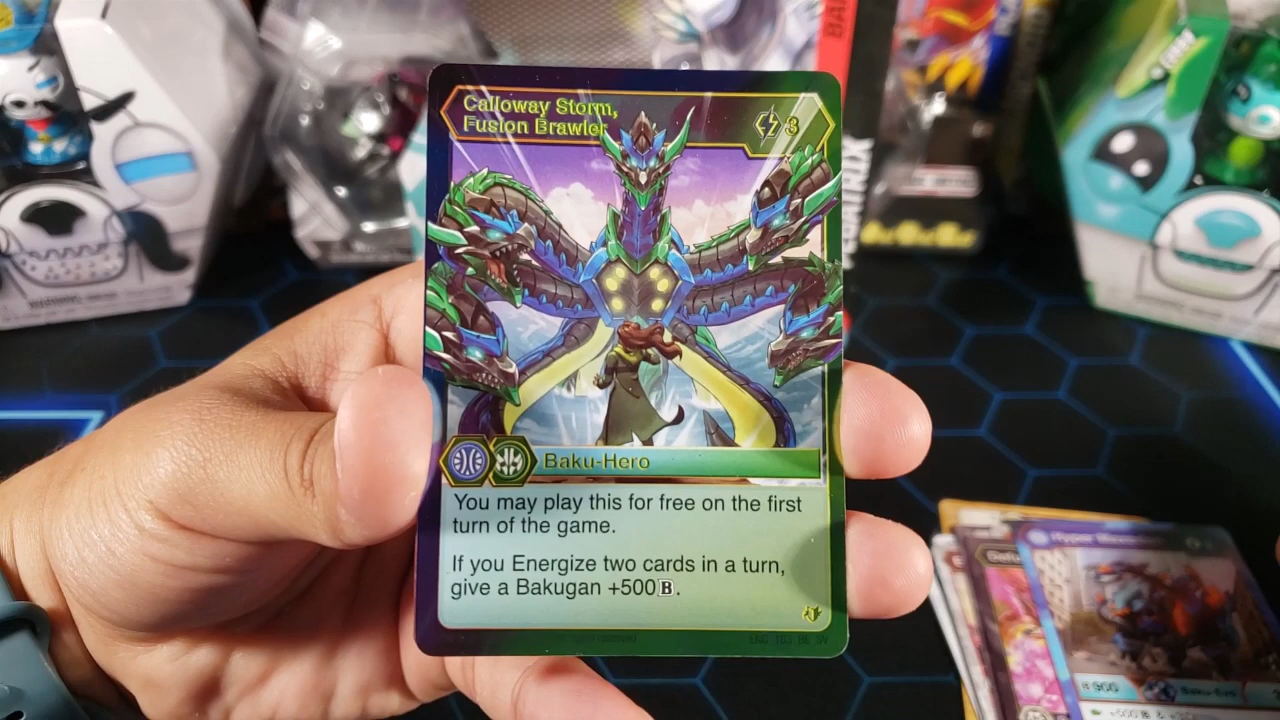 Calloway Storm,
Fusion Brawler
3
Baku-Hero
You may play this for free on the first
turn of the game.
If you Energize two cards in a turn,
give a Bakugan +500B.